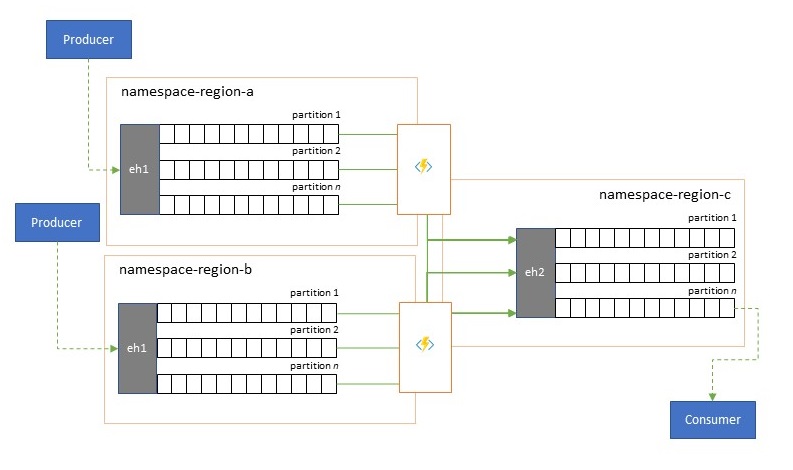 Producer
namespace-region-a
partition 1
partition 2
partition n
eh1
Producer
namespace-region-b
partition 1
partition 2
partition n
eh1
namespace-region-c
partition 1
partition 2
partition n
eh2
Consumer